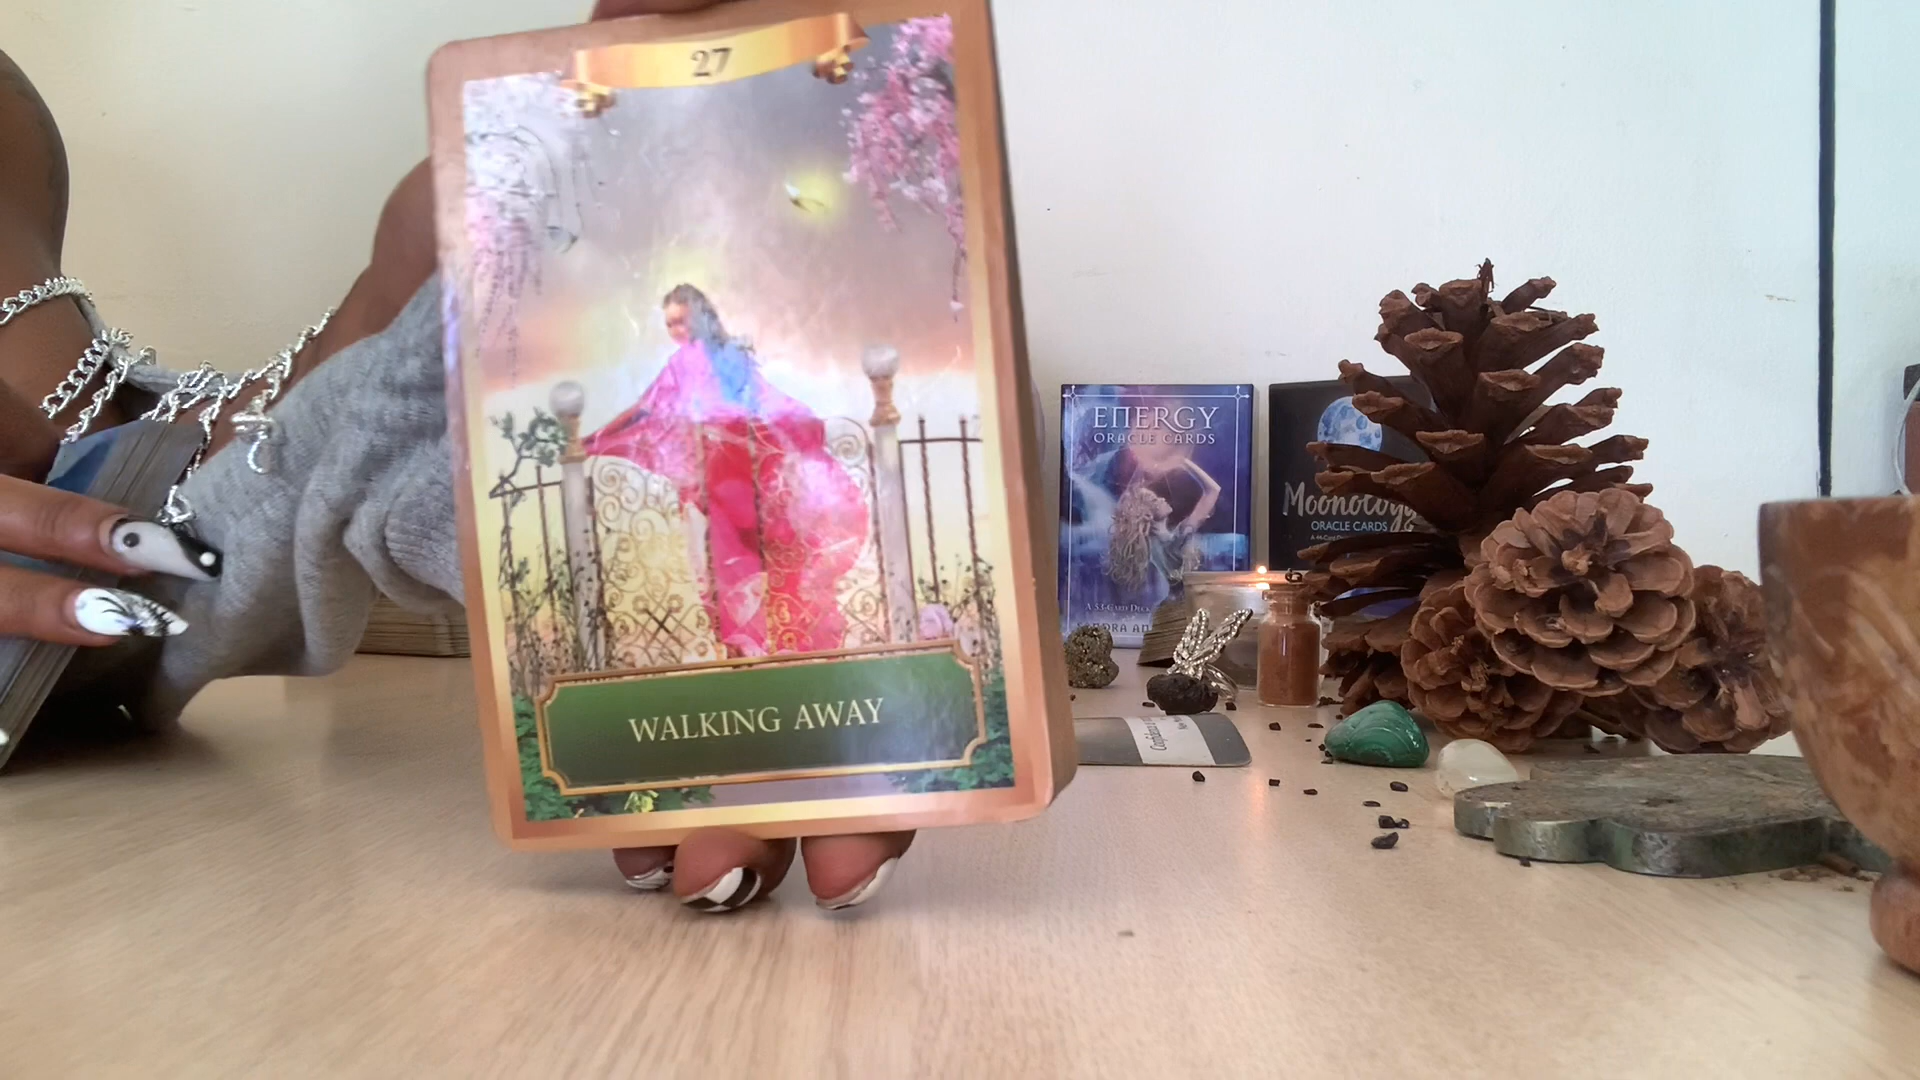 27
WALKING AWAY
ENERGY
ORACLE CARDS
A 53-CARD DECK
Moonology
ORACLE CARDS